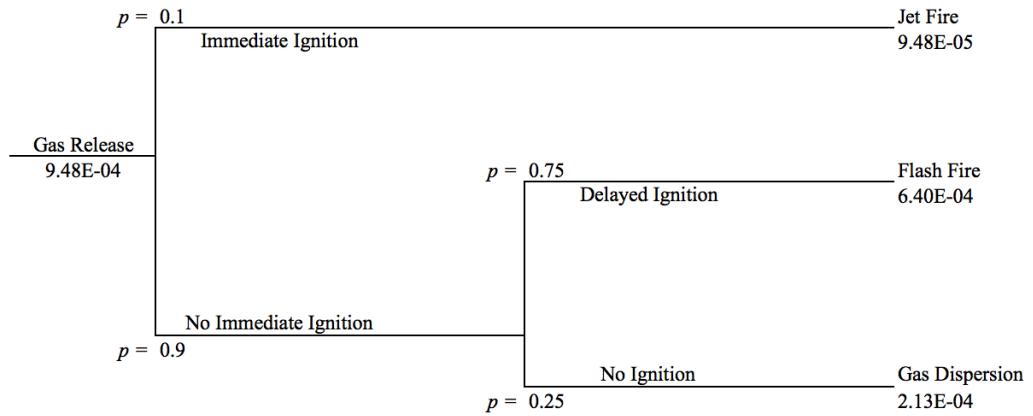 p = 0.1
Immediate Ignition
Jet Fire
9.48E-05
Gas Release
9.48E-04
p = 0.75
Delayed Ignition
Flash Fire
6.40E-04
No Immediate Ignition
p = 0.9
No Ignition
p = 0.25
Gas Dispersion
2.13E-04